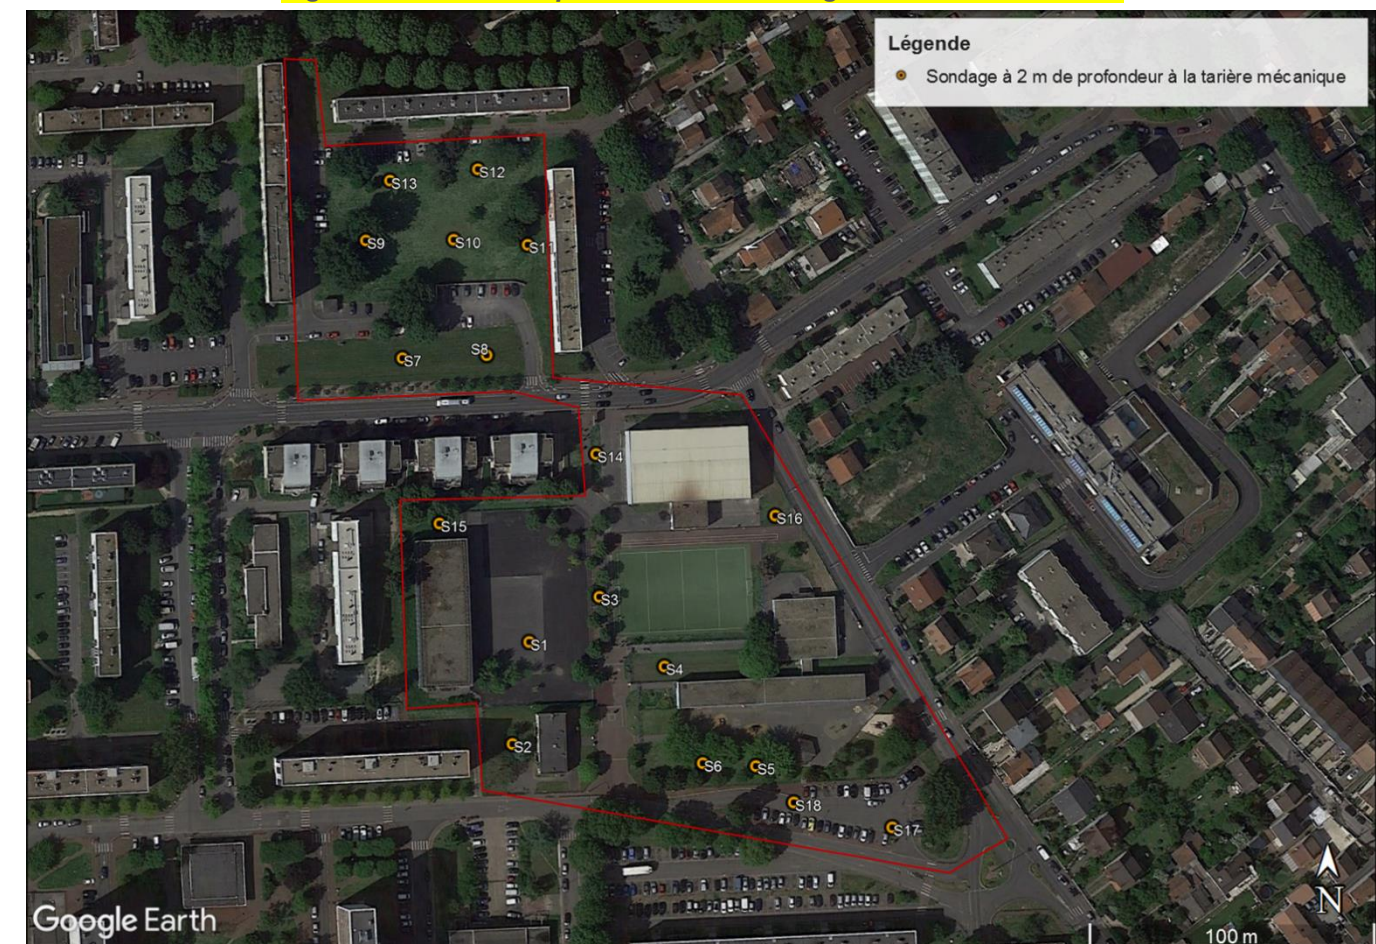 Légende
Sondage à 2 m de profondeur à la tarière mécanique
S12
S13
S9
S10
S11
S8
S7
S14
S16
S15
S3
S1
S4
S2
S6
S5
S18
S17
N
Google Earth
100 m